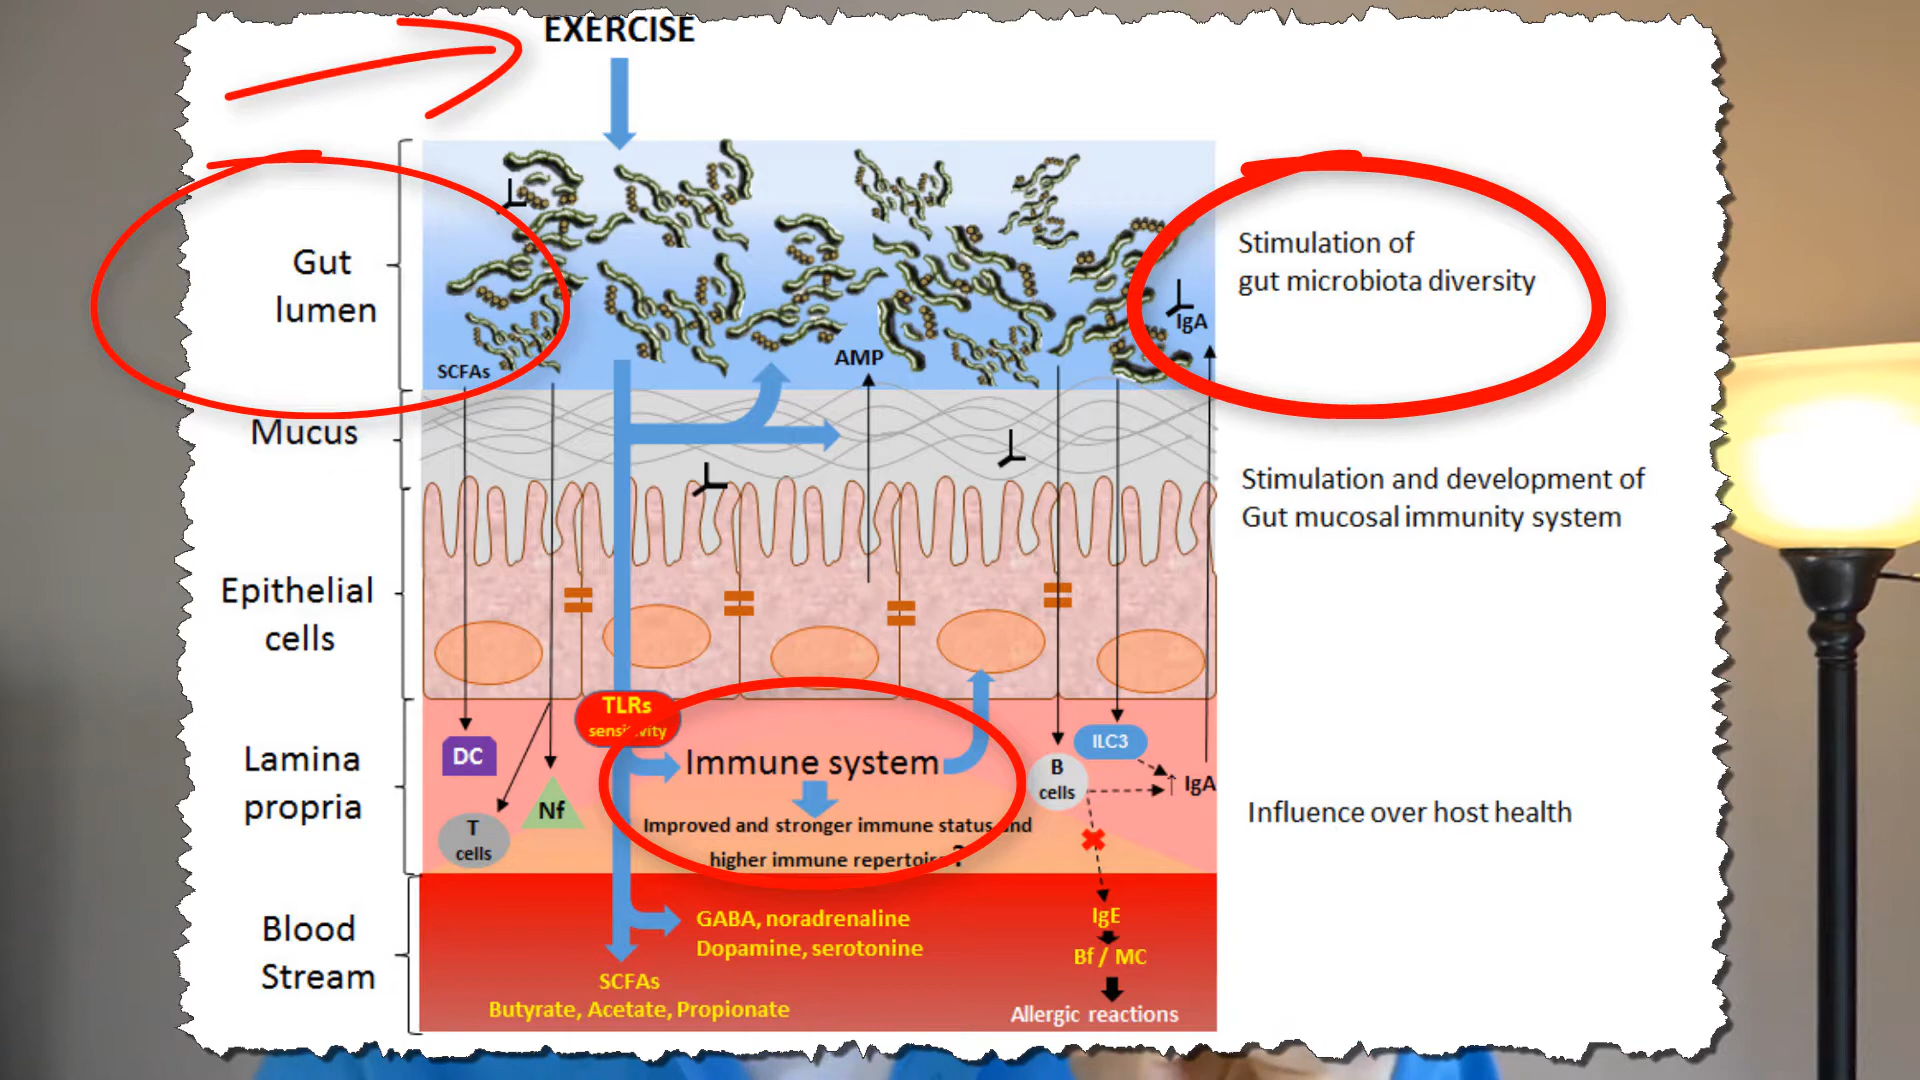 EXERCISE
Gut
lumen
Stimulation of
gut microbiota diversity
IgA
AMP
SCFAs
Mucus
Stimulation and development of
Gut mucosal immunity system
Epithelial
cells
TLRs
sensitivity
Lamina
propria
DC
Nf
T
cells
Immune system
Improved and stronger immune status and
higher immune repertoire ?
B
cells
ILC3
↑ IgA
Influence over host health
Blood
Stream
GABA, noradrenaline
Dopamine, serotonine
SCFAs
Butyrate, Acetate, Propionate
IgE
Bf / MC
Allergic reactions